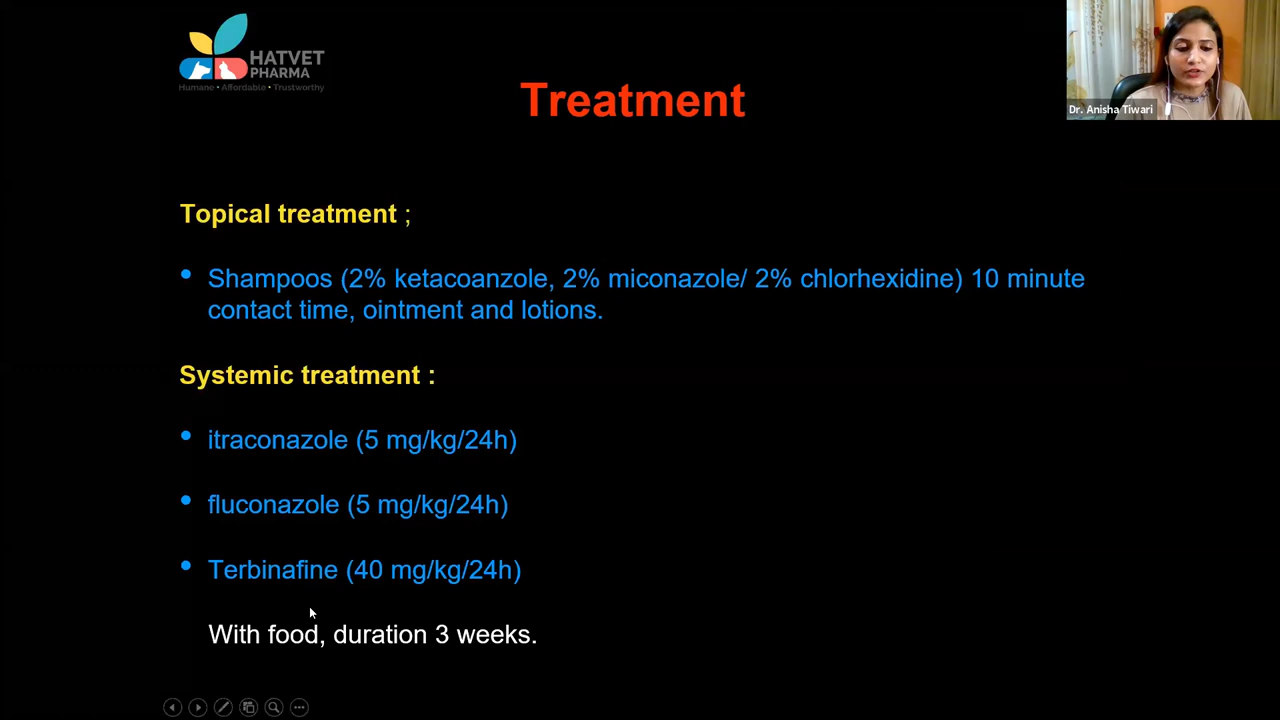 HATVET
PHARMA
Humane • Affordable • Trustworthy
Treatment
Dr. Anisha Tiwari
Topical treatment ;
• Shampoos (2% ketacoanzole, 2% miconazole/ 2% chlorhexidine) 10 minute
contact time, ointment and lotions.
Systemic treatment :
• itraconazole (5 mg/kg/24h)
• fluconazole (5 mg/kg/24h)
• Terbinafine (40 mg/kg/24h)
With food, duration 3 weeks.